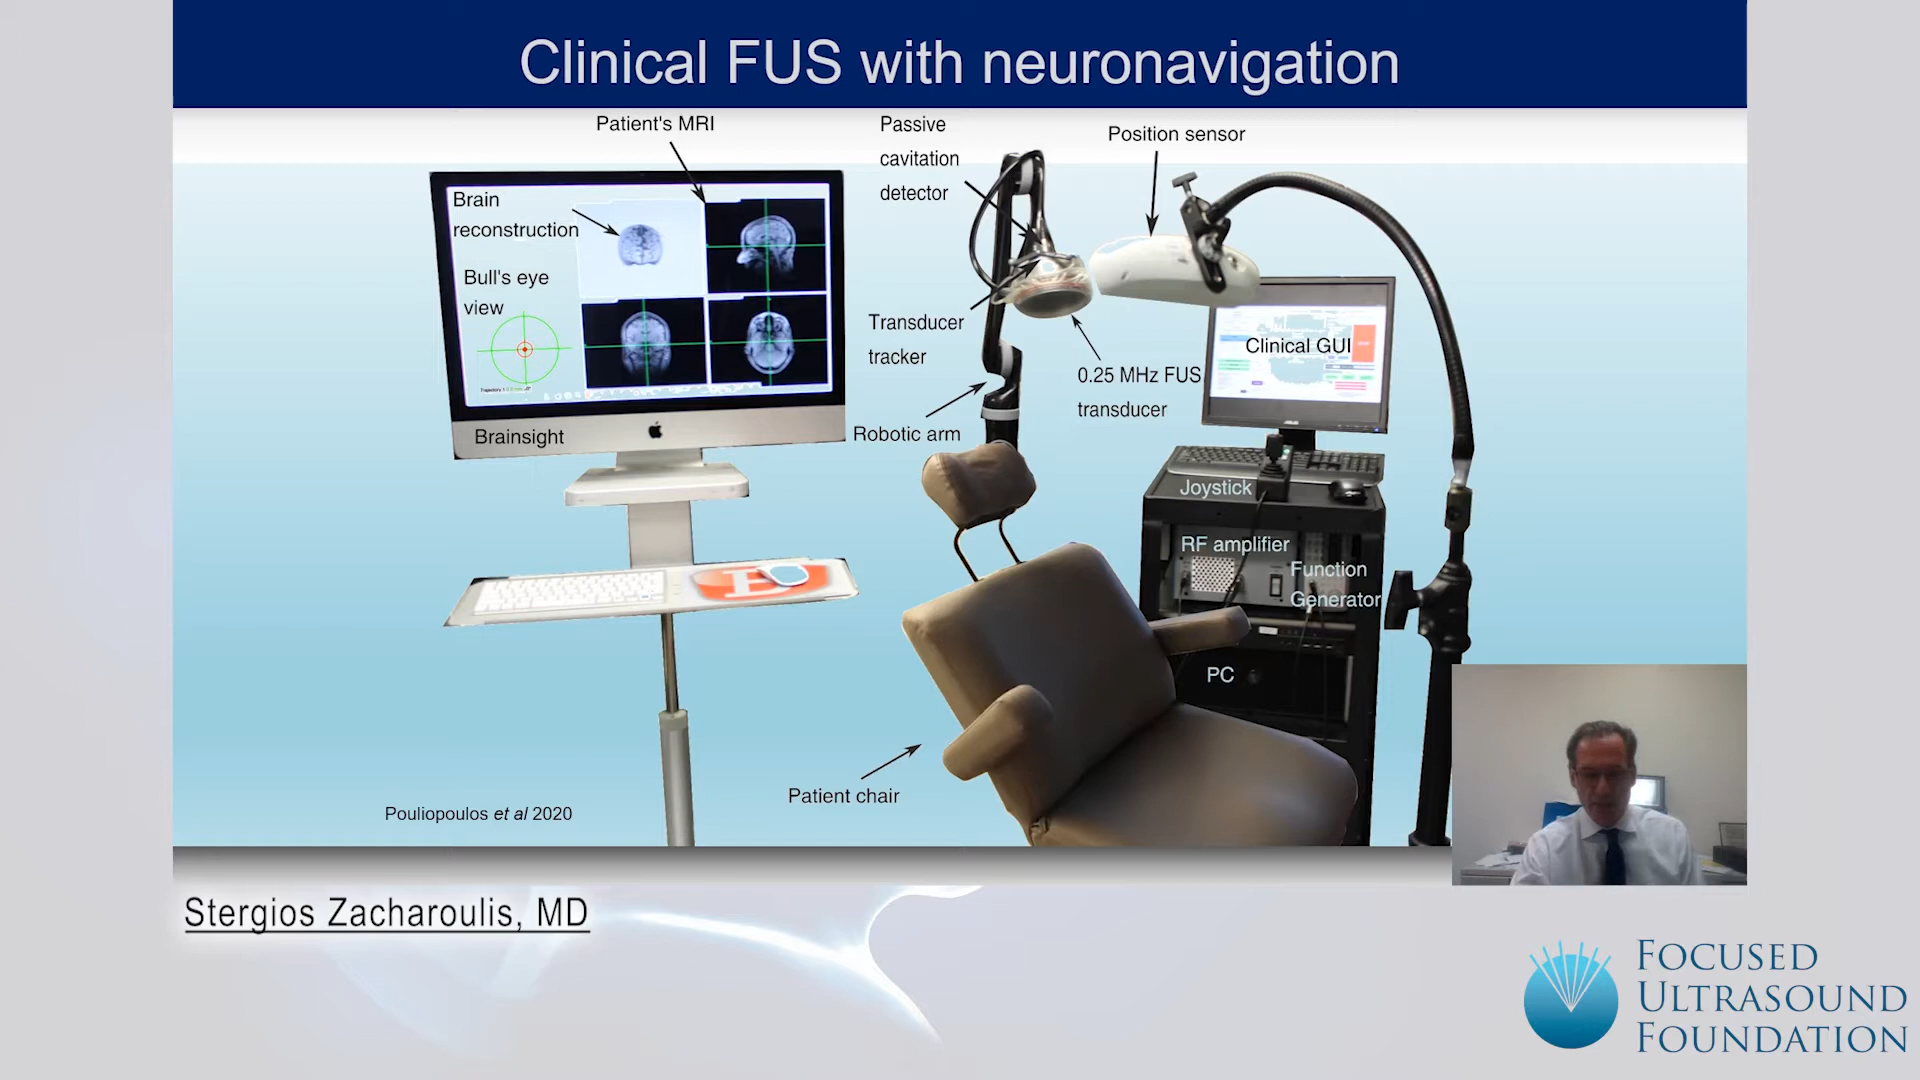 Clinical FUS with neuronavigation
Patient's MRI
Passive
cavitation
detector
Position sensor
Brain
reconstruction
Bull's eye
view
Transducer
tracker
0.25 MHz FUS
transducer
Clinical GUI
Robotic arm
Brainsight
Joystick
RF amplifier
Function
Generator
PC
Patient chair
Pouliopoulos et al 2020
Stergios Zacharoulis, MD
FOCUSED
ULTRASOUND
FOUNDATION